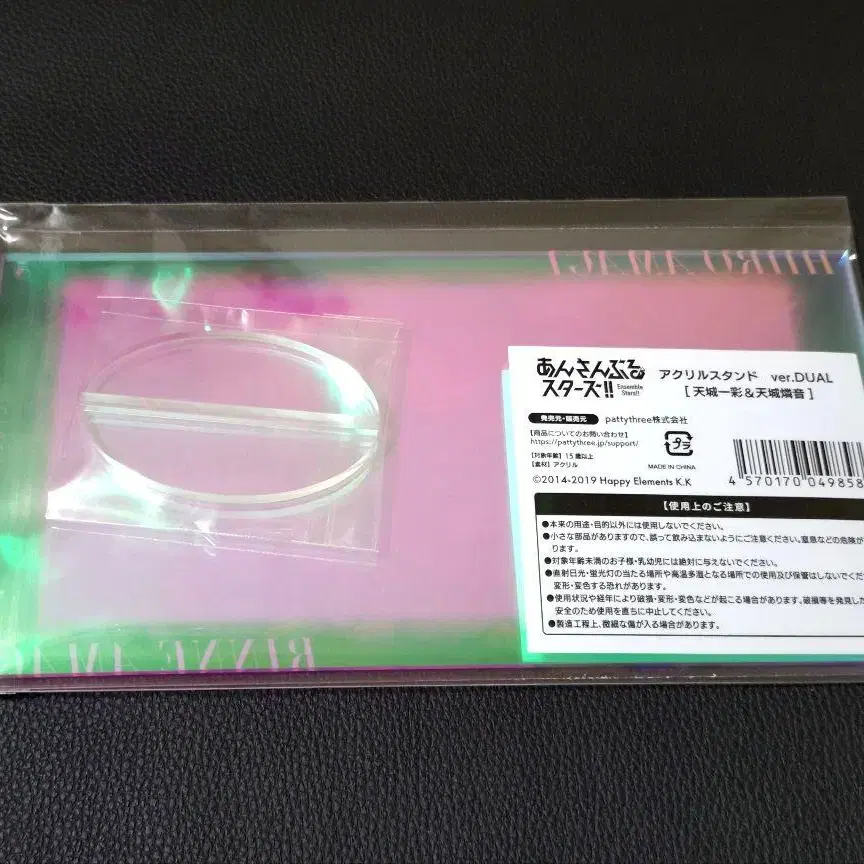 HIIRO AMAGI
あんさんぶる
スターズ!!
Ensemble
Stars!!
アクリルスタンド ver.DUAL
[ 天城一彩&天城燐音 ]
発売元・販売元 pattythree株式会社
【商品についてのお問い合わせ】
https://pattythree.jp/support/
【対象年齢】15歳以上
【素材】アクリル
プラ
MADE IN CHINA
©2014-2019 Happy Elements K.K
4 570170 049858
【使用上のご注意】
●本来の用途・目的以外には使用しないでください。
●小さな部品がありますので、誤って飲み込まないようにご注意ください。窒息などの危険が
ります。
●対象年齢未満のお子様・乳幼児には絶対に与えないでください。
●直射日光・蛍光灯の当たる場所や高温多湿となる場所での使用及び保管はしないでくだ
変形・変色する恐れがあります。
●使用状況や経年により破損・変形・変色などが起こる場合があります。破損等を発見した
安全のため使用を直ちに中止してください。
●製造工程上、微細な傷が入る場合があります。
RINNE AMAG